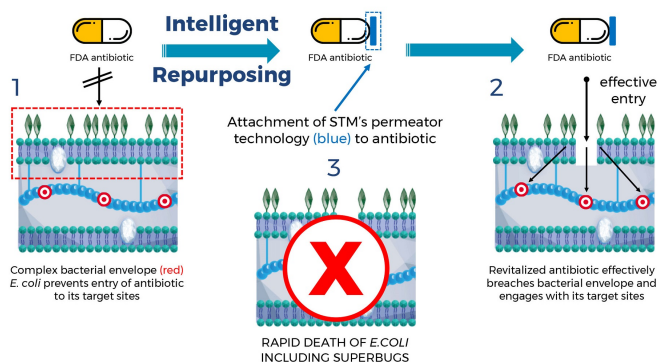 Intelligent
Repurposing
FDA antibiotic
FDA antibiotic
FDA antibiotic
1
Attachment of STM's permeator
technology (blue) to antibiotic
2
effective
entry
3
X
Complex bacterial envelope (red)
E. coli prevents entry of antibiotic
to its target sites
RAPID DEATH OF E.COLI
INCLUDING SUPERBUGS
Revitalized antibiotic effectively
breaches bacterial envelope and
engages with its target sites